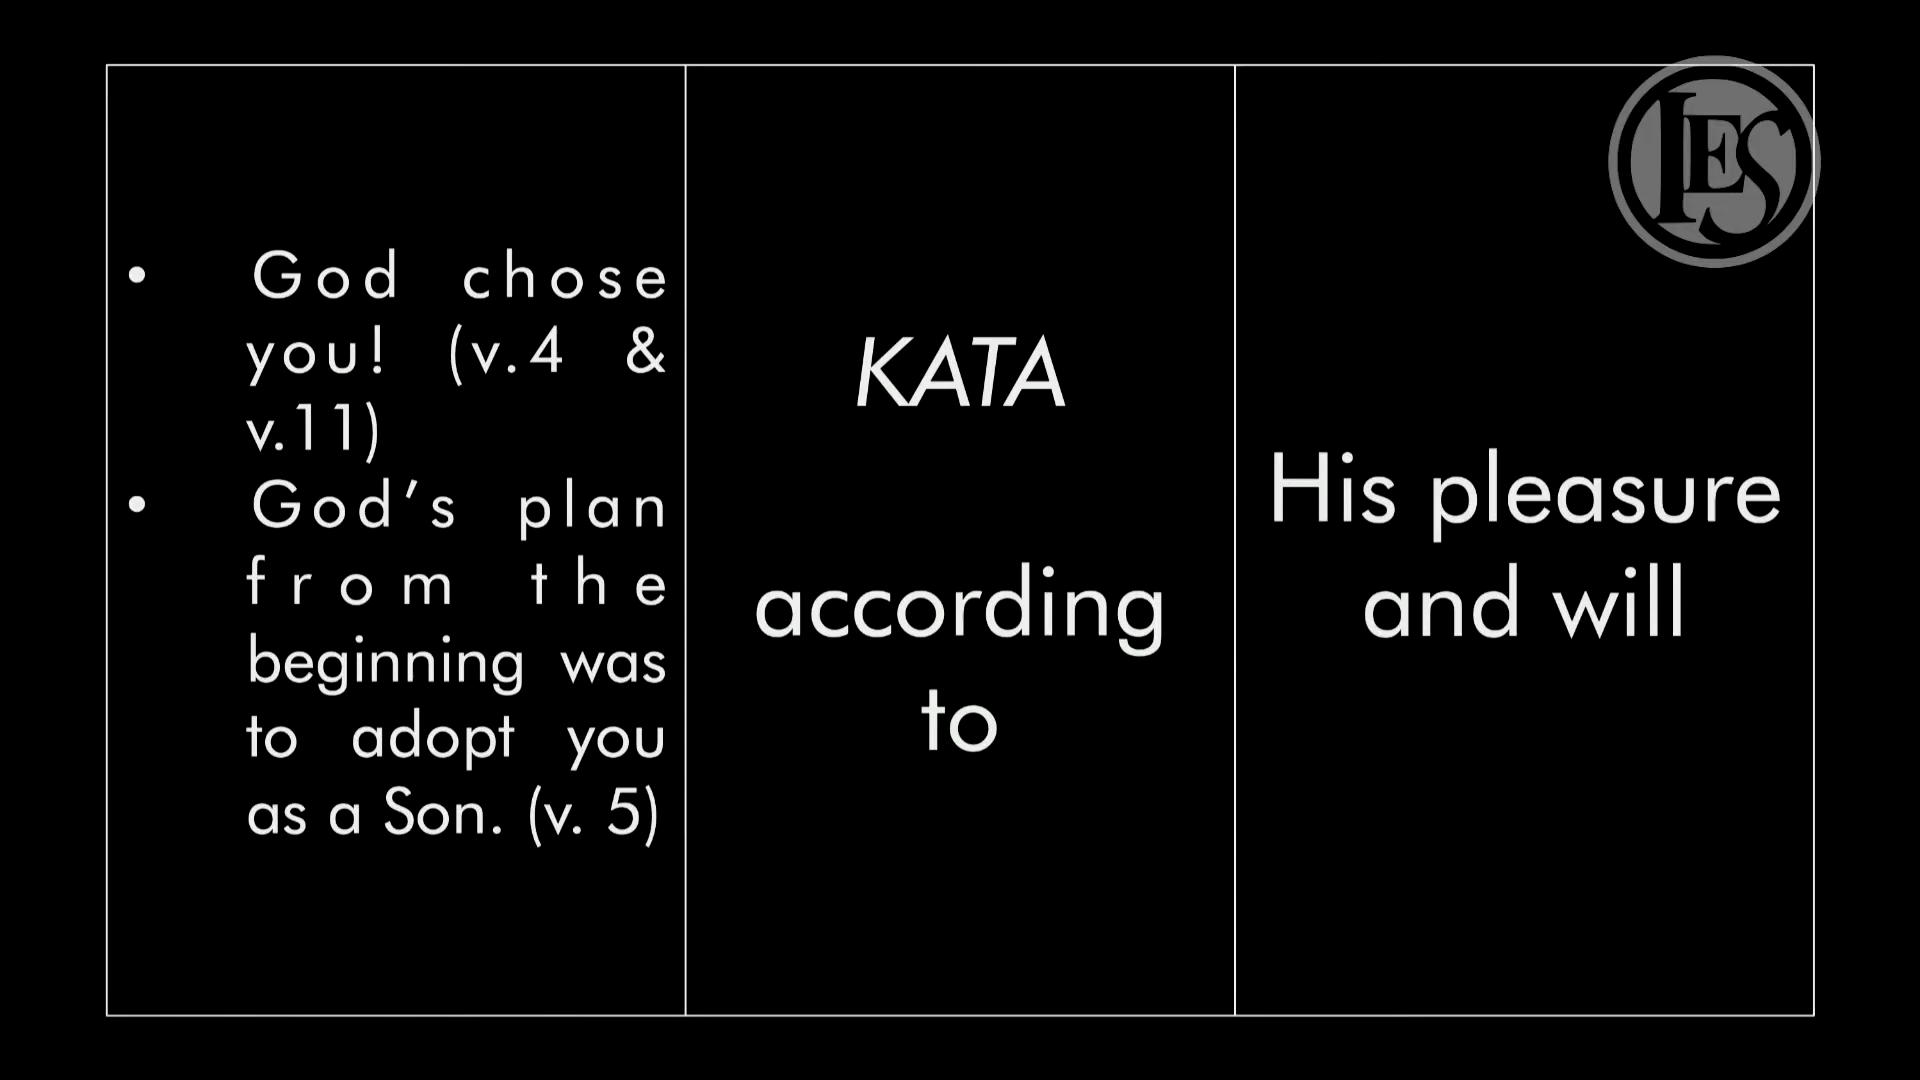 • God chose
you! (v.4 &
v.11)
• God’s plan
from the
beginning was
to adopt you
as a Son. (v. 5)
KATA
according
to
His pleasure
and will
IES